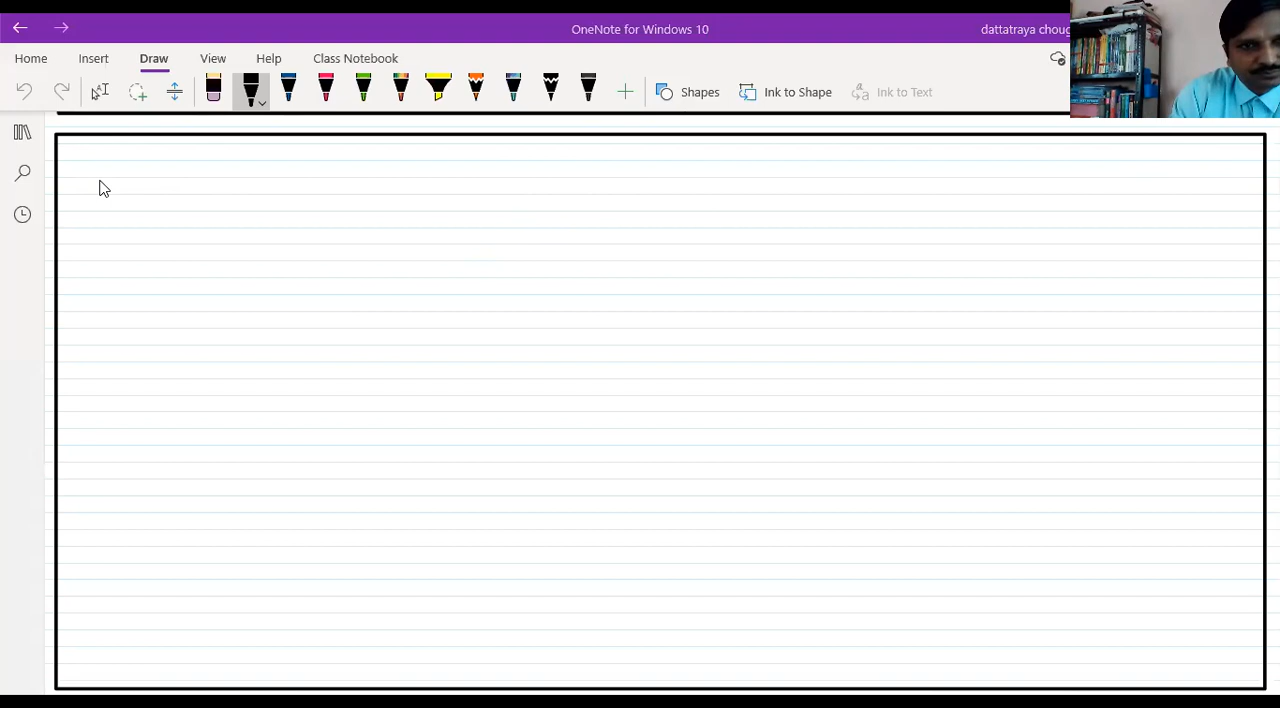 OneNote for Windows 10
dattatraya choug
Home Insert Draw View Help Class Notebook
Shapes Ink to Shape Ink to Text